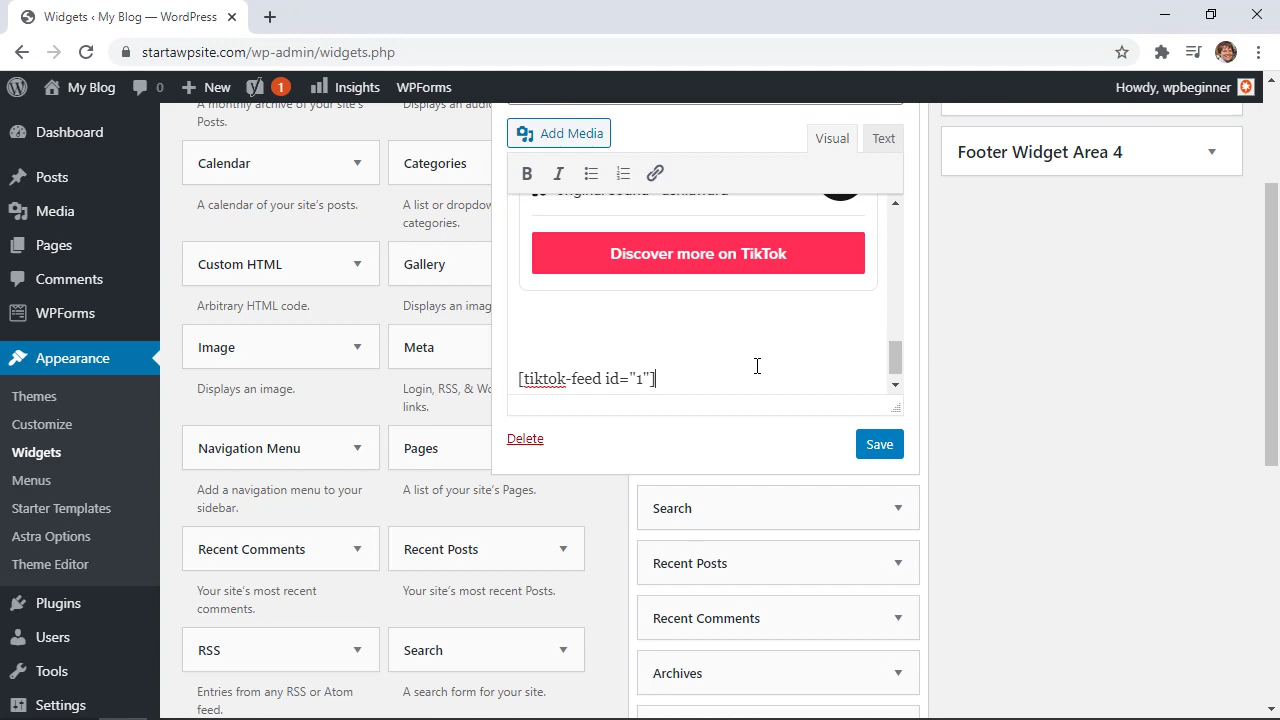 Widgets ‹ My Blog — WordPress
startawpsite.com/wp-admin/widgets.php
My Blog
0
New
1
Insights
WPForms
Howdy, wpbeginner
Dashboard
Posts
Media
Pages
Comments
WPForms
Appearance
Themes
Customize
Widgets
Menus
Starter Templates
Astra Options
Theme Editor
Plugins
Users
Tools
Settings
A monthly archive of your site's
Posts.
Calendar
A calendar of your site's posts.
Custom HTML
Arbitrary HTML code.
Image
Displays an image.
Navigation Menu
Add a navigation menu to your
sidebar.
Recent Comments
Your site's most recent
comments.
RSS
Entries from any RSS or Atom
feed.
Displays an audio
Categories
A list or dropdow
categories.
Gallery
Displays an imag
Meta
Login, RSS, & Wo
links.
Pages
A list of your site's Pages.
Recent Posts
Your site's most recent Posts.
Search
A search form for your site.
Add Media
Visual
Text
B
I
Discover more on TikTok
[tiktok-feed id="1"]
Delete
Save
Search
Recent Posts
Recent Comments
Archives
Footer Widget Area 4